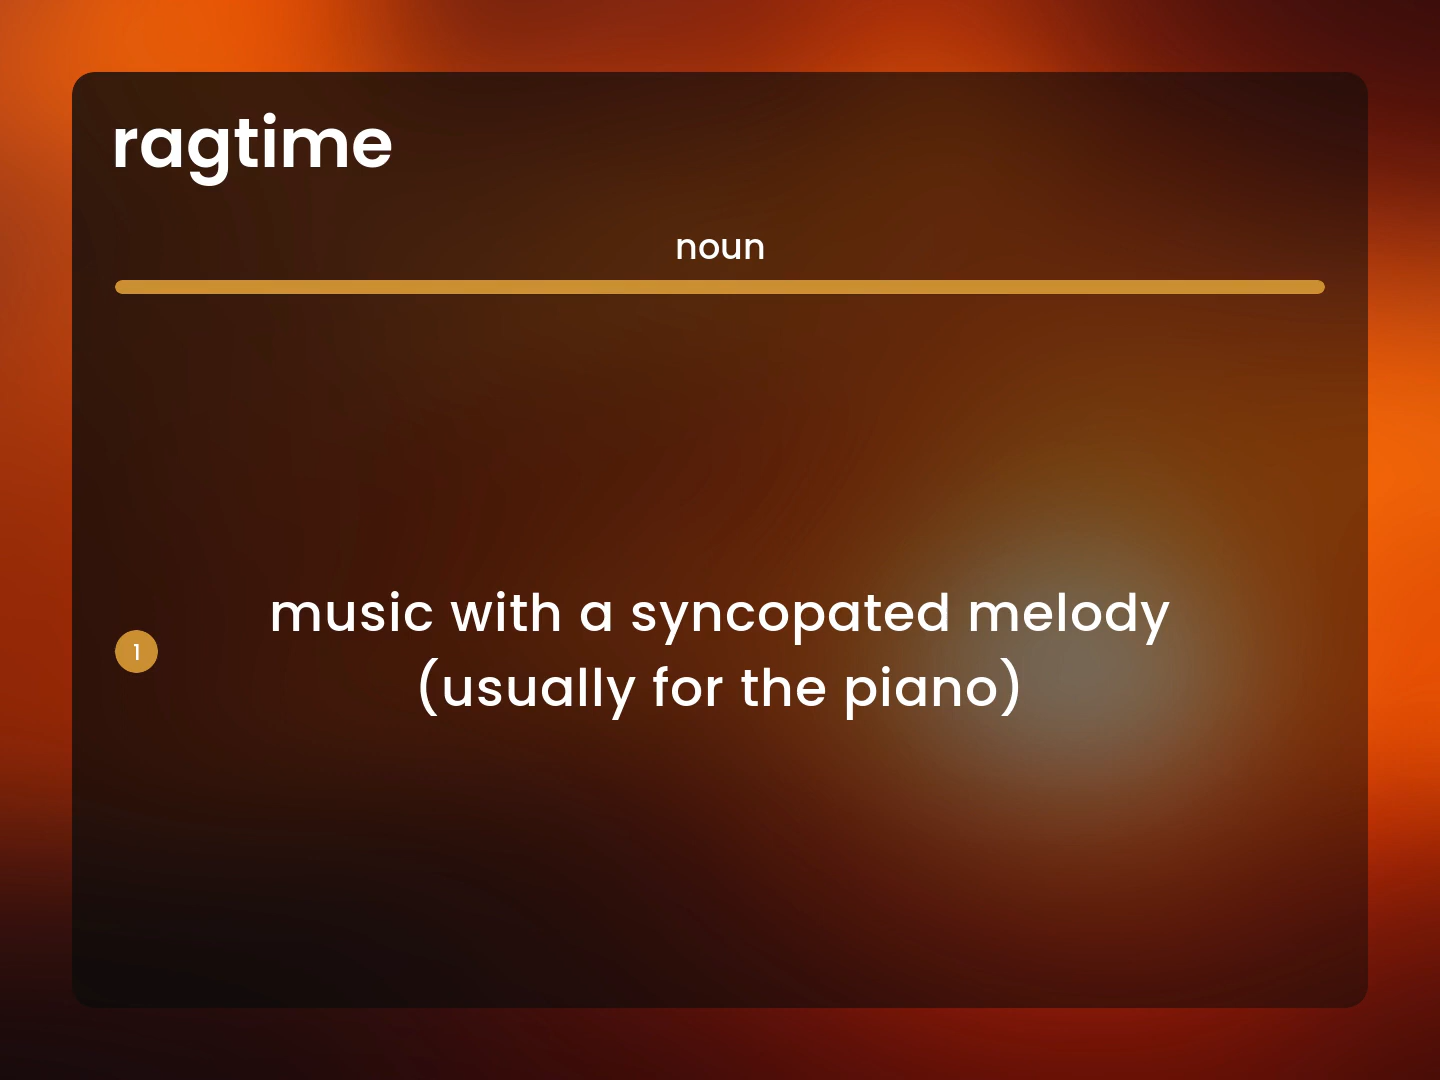 ragtime
noun
1
music with a syncopated melody
(usually for the piano)